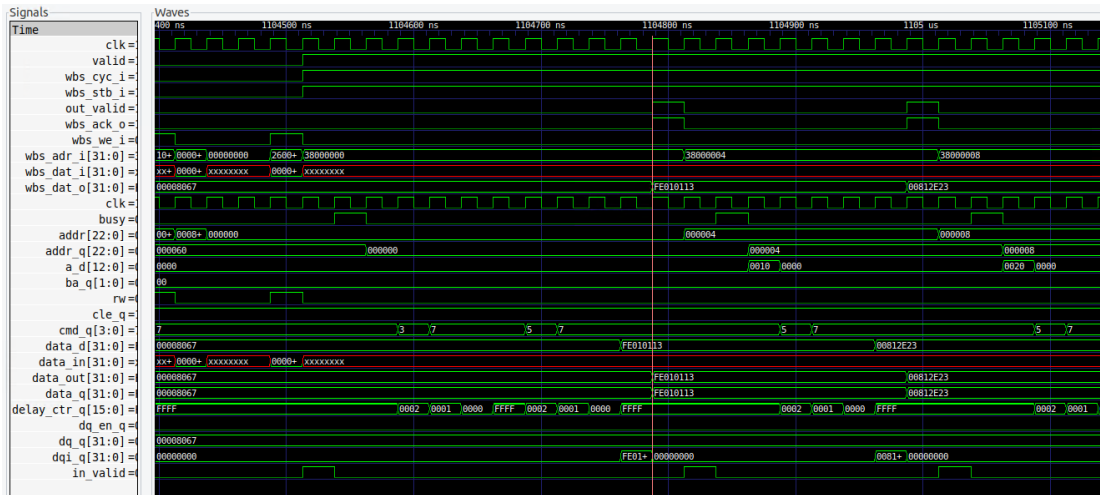 Signals
Waves
Time
400 ns 1104500 ns 1104600 ns 1104700 ns 1104800 ns 1104900 ns 1105 us 1105100 ns
clk=
valid=
wbs_cyc_i=
wbs_stb_i=
out_valid=
wbs_ack_o=
wbs_we_i=
wbs_adr_i[31:0]= 10+ 0000+ 00000000 2600+ 38000000 38000004 38000008
wbs_dat_i[31:0]= xx+ 0000+ xxxxxxxx 0000+ xxxxxxxx
wbs_dat_o[31:0]= 00008067 FE010113 00812E23
clk=
busy=
addr[22:0]= 00+ 0008+ 000000 000004 000008
addr_q[22:0]= 000060 000000 000004 000008
a_d[12:0]= 0000 0010 0000 0020 0000
ba_q[1:0]= 00
rw=
cle_q=
cmd_q[3:0]= 7 3 7 5 7 5 7 5 7
data_d[31:0]= 00008067 FE010113 00812E23
data_in[31:0]= xx+ 0000+ xxxxxxxx 0000+ xxxxxxxx
data_out[31:0]= 00008067 FE010113 00812E23
data_q[31:0]= 00008067 FE010113 00812E23
delay_ctr_q[15:0]= FFFF 0002 0001 0000 FFFF 0002 0001 0000 FFFF 0002 0001 0000 FFFF 0002 0001
dq_en_q=
dq_q[31:0]= 00008067
dqi_q[31:0]= 00000000 FE01+ 00000000 0081+ 00000000
in_valid=